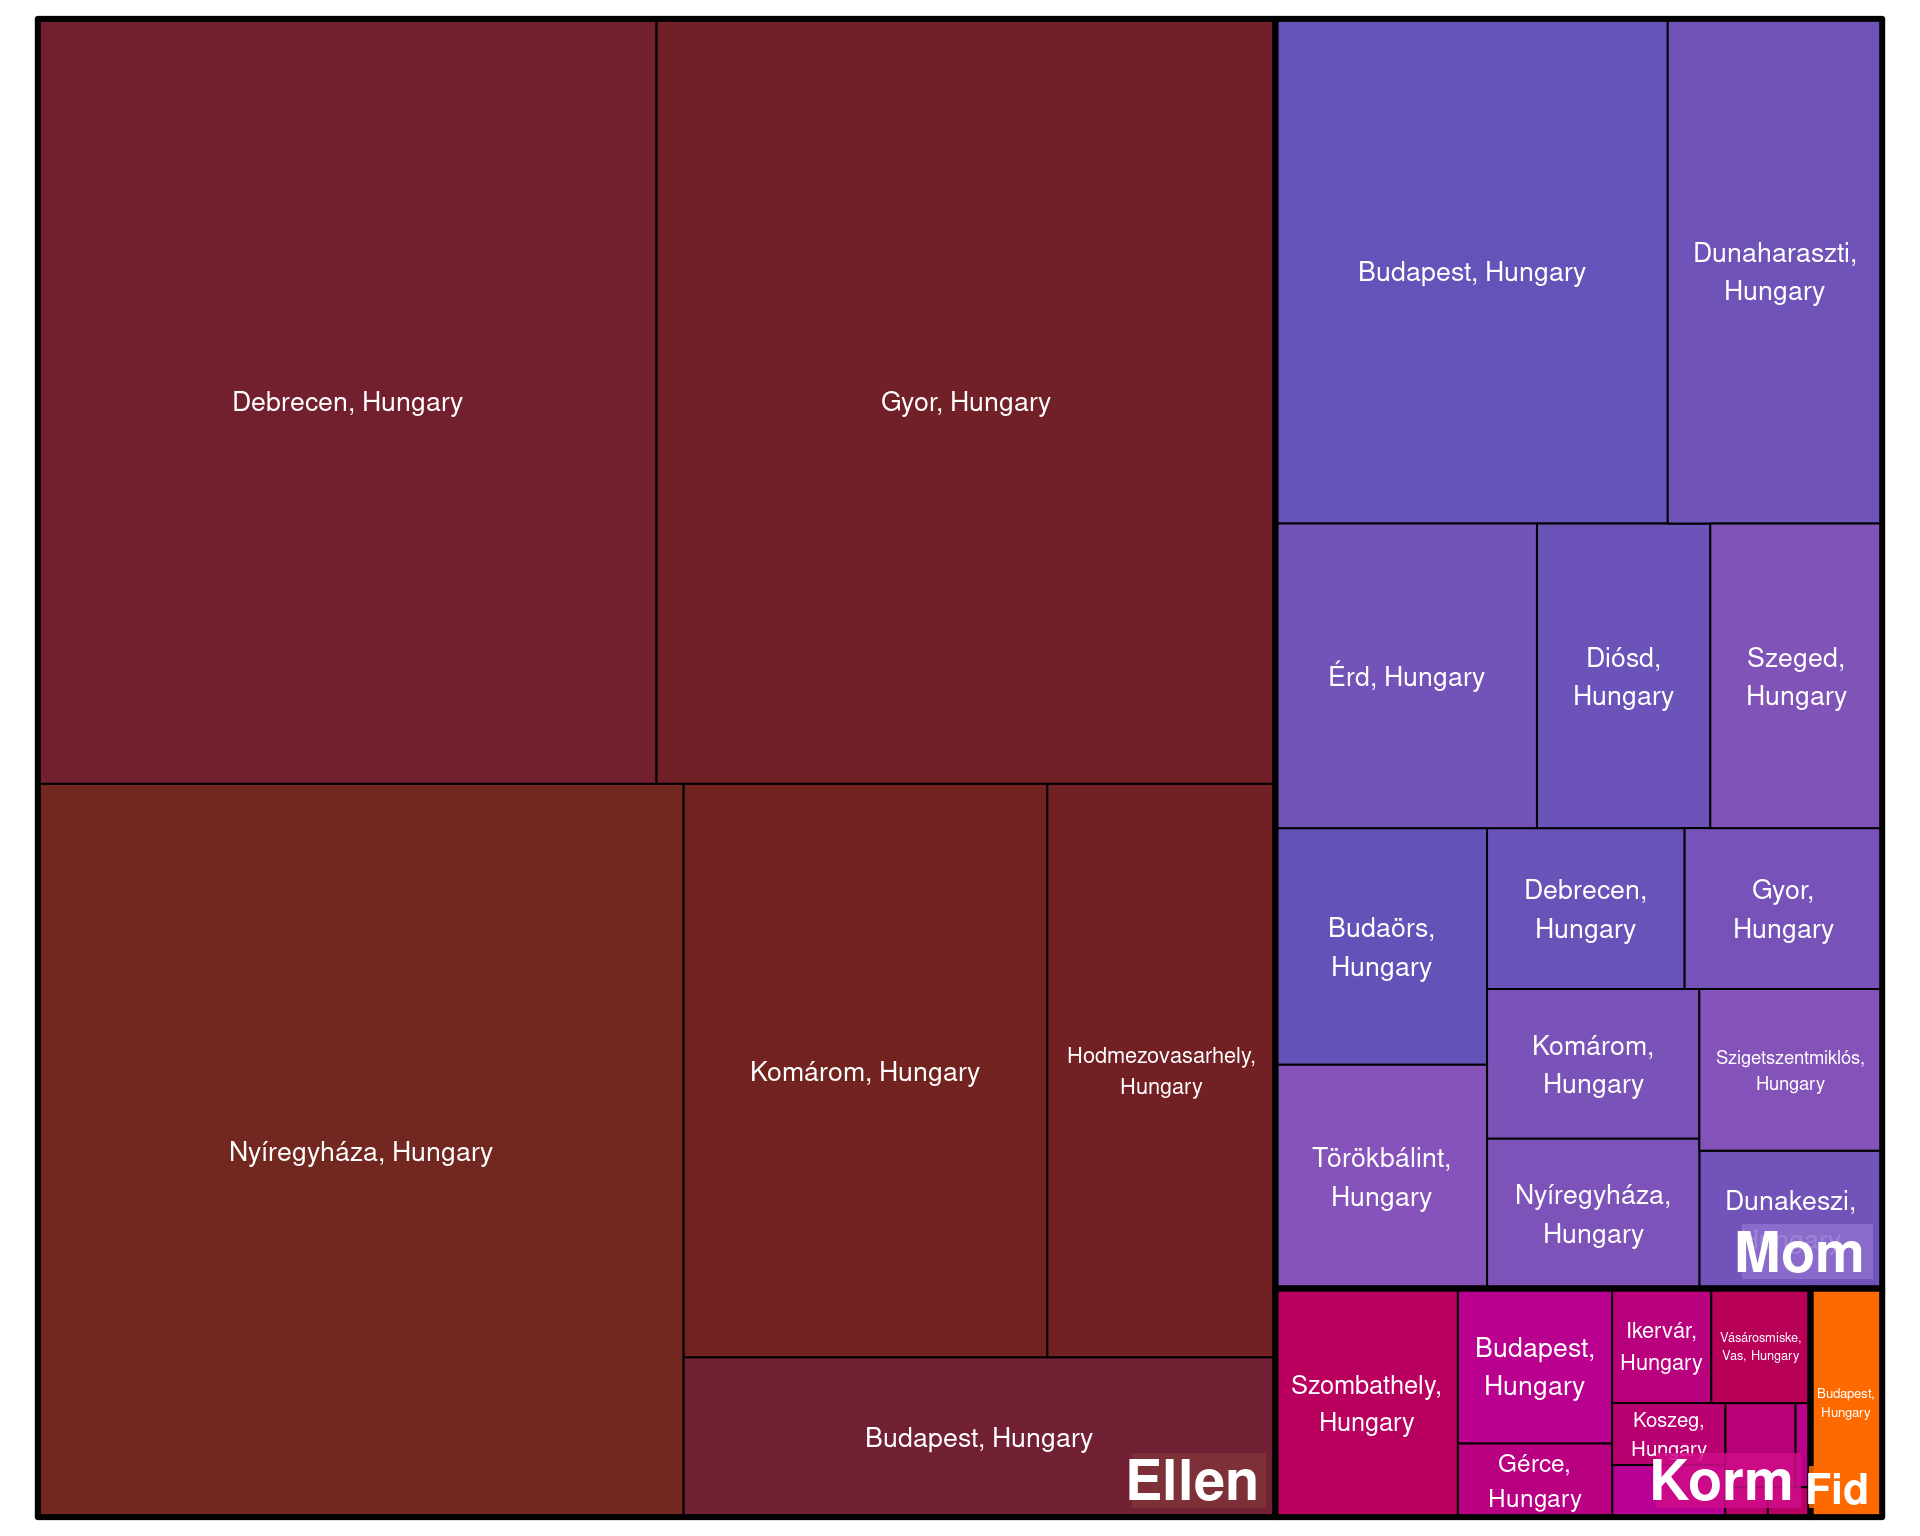 Debrecen, Hungary
Gyor, Hungary
Nyíregyháza, Hungary
Komárom, Hungary
Hodmezovasarhely,
Hungary
Budapest, Hungary
Ellen
Budapest, Hungary
Dunaharaszti,
Hungary
Érd, Hungary
Diósd,
Hungary
Szeged,
Hungary
Budaörs,
Hungary
Debrecen,
Hungary
Gyor,
Hungary
Törökbálint,
Hungary
Komárom,
Hungary
Szigetszentmiklós,
Hungary
Nyíregyháza,
Hungary
Dunakeszi,
Hungary
Mom
Szombathely,
Hungary
Budapest,
Hungary
Gérce,
Hungary
Ikervár,
Hungary
Vásárosmiske,
Vas, Hungary
Koszeg,
Hungary
Korm
Budapest,
Hungary
Fid